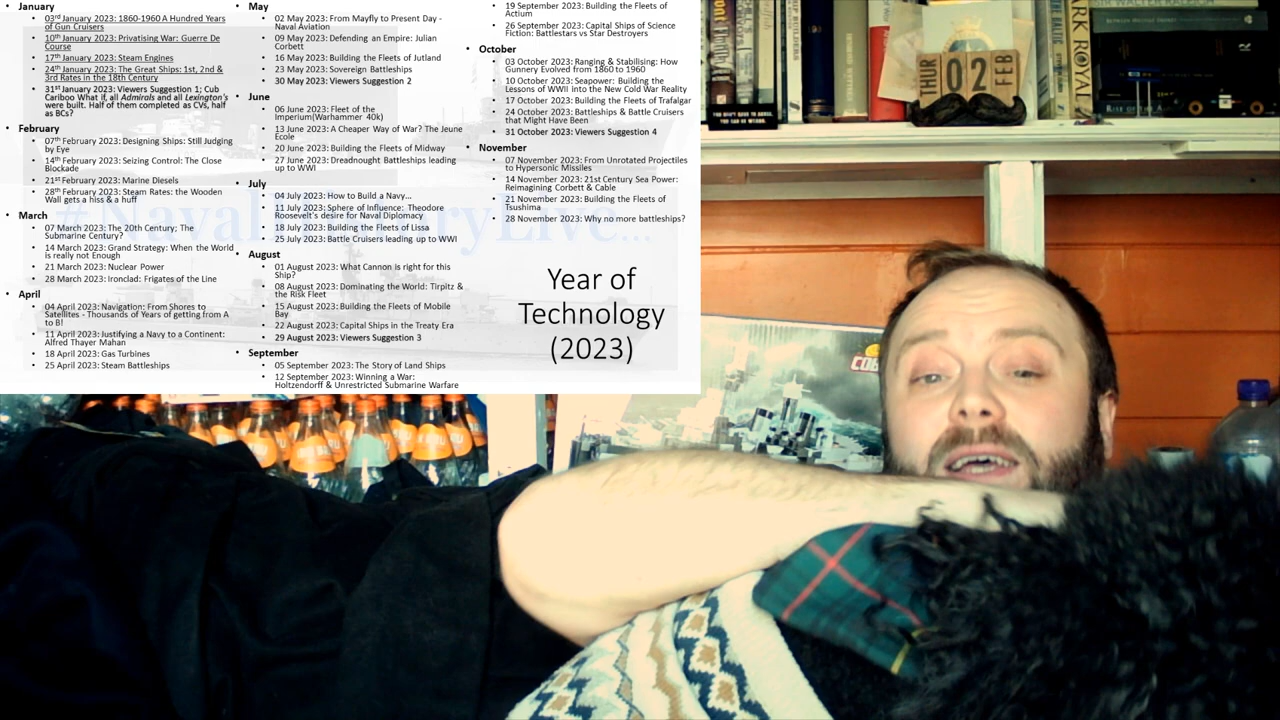 January
03rd January 2023: 1860-1960 A Hundred Years
of Gun Cruisers
10th January 2023: Privatising War: Guerre De
Course
17th January 2023: Steam Engines
24th January 2023: The Great Ships: 1st, 2nd &
3rd Rates in the 18th Century
31st January 2023: Viewers Suggestion 1; Cub
Cariboo What if, all Admirals and all Lexington's
were built. Half of them completed as CVs, half
as BCs?
February
07th February 2023: Designing Ships: Still Judging
by Eye
14th February 2023: Seizing Control: The Close
Blockade
21st February 2023: Marine Diesels
28th February 2023: Steam Rates: the Wooden
Wall gets a hiss & a huff
March
07 March 2023: The 20th Century; The
Submarine Century?
14 March 2023: Grand Strategy: When the World
is really not Enough
21 March 2023: Nuclear Power
28 March 2023: Ironclad: Frigates of the Line
April
04 April 2023: Navigation: From Shores to
Satellites - Thousands of Years of getting from A
to B!
11 April 2023: Justifying a Navy to a Continent:
Alfred Thayer Mahan
18 April 2023: Gas Turbines
25 April 2023: Steam Battleships
May
02 May 2023: From Mayfly to Present Day -
Naval Aviation
09 May 2023: Defending an Empire: Julian
Corbett
16 May 2023: Building the Fleets of Jutland
23 May 2023: Sovereign Battleships
30 May 2023: Viewers Suggestion 2
June
06 June 2023: Fleet of the
Imperium(Warhammer 40k)
13 June 2023: A Cheaper Way of War? The Jeune
Ecole
20 June 2023: Building the Fleets of Midway
27 June 2023: Dreadnought Battleships leading
up to WWI
July
04 July 2023: How to Build a Navy...
11 July 2023: Sphere of Influence: Theodore
Roosevelt's desire for Naval Diplomacy
18 July 2023: Building the Fleets of Lissa
25 July 2023: Battle Cruisers leading up to WWI
August
01 August 2023: What Cannon is right for this
Ship?
08 August 2023: Dominating the World: Tirpitz &
the Risk Fleet
15 August 2023: Building the Fleets of Mobile
Bay
22 August 2023: Capital Ships in the Treaty Era
29 August 2023: Viewers Suggestion 3
September
05 September 2023: The Story of Land Ships
12 September 2023: Winning a War:
Holtzendorff & Unrestricted Submarine Warfare
19 September 2023: Building the Fleets of
Actium
26 September 2023: Capital Ships of Science
Fiction: Battlestars vs Star Destroyers
October
03 October 2023: Ranging & Stabilising: How
Gunnery Evolved from 1860 to 1960
10 October 2023: Seapower: Building the
Lessons of WWII into the New Cold War Reality
17 October 2023: Building the Fleets of Trafalgar
24 October 2023: Battleships & Battle Cruisers
that Might Have Been
31 October 2023: Viewers Suggestion 4
November
07 November 2023: From Unrotated Projectiles
to Hypersonic Missiles
14 November 2023: 21st Century Sea Power:
Reimagining Corbett & Cable
21 November 2023: Building the Fleets of
Tsushima
28 November 2023: Why no more battleships?
Year of
Technology
(2023)
THUR 02 FEB
ARK ROYAL